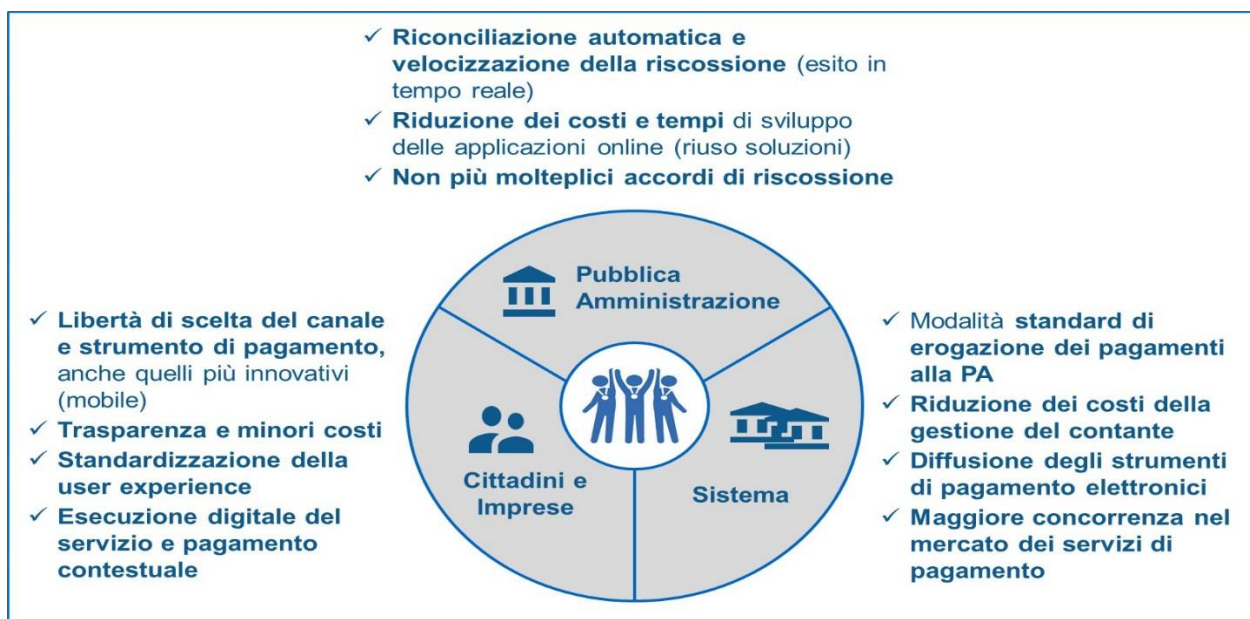 ✓ Riconciliazione automatica e
velocizzazione della riscossione (esito in
tempo reale)
✓ Riduzione dei costi e tempi di sviluppo
delle applicazioni online (riuso soluzioni)
✓ Non più molteplici accordi di riscossione
Pubblica
Amministrazione
✓ Libertà di scelta del canale
e strumento di pagamento,
anche quelli più innovativi
(mobile)
✓ Trasparenza e minori costi
✓ Standardizzazione della
user experience
✓ Esecuzione digitale del
servizio e pagamento
contestuale
Cittadini e
Imprese
Sistema
✓ Modalità standard di
erogazione dei pagamenti
alla PA
✓ Riduzione dei costi della
gestione del contante
✓ Diffusione degli strumenti
di pagamento elettronici
✓ Maggiore concorrenza nel
mercato dei servizi di
pagamento